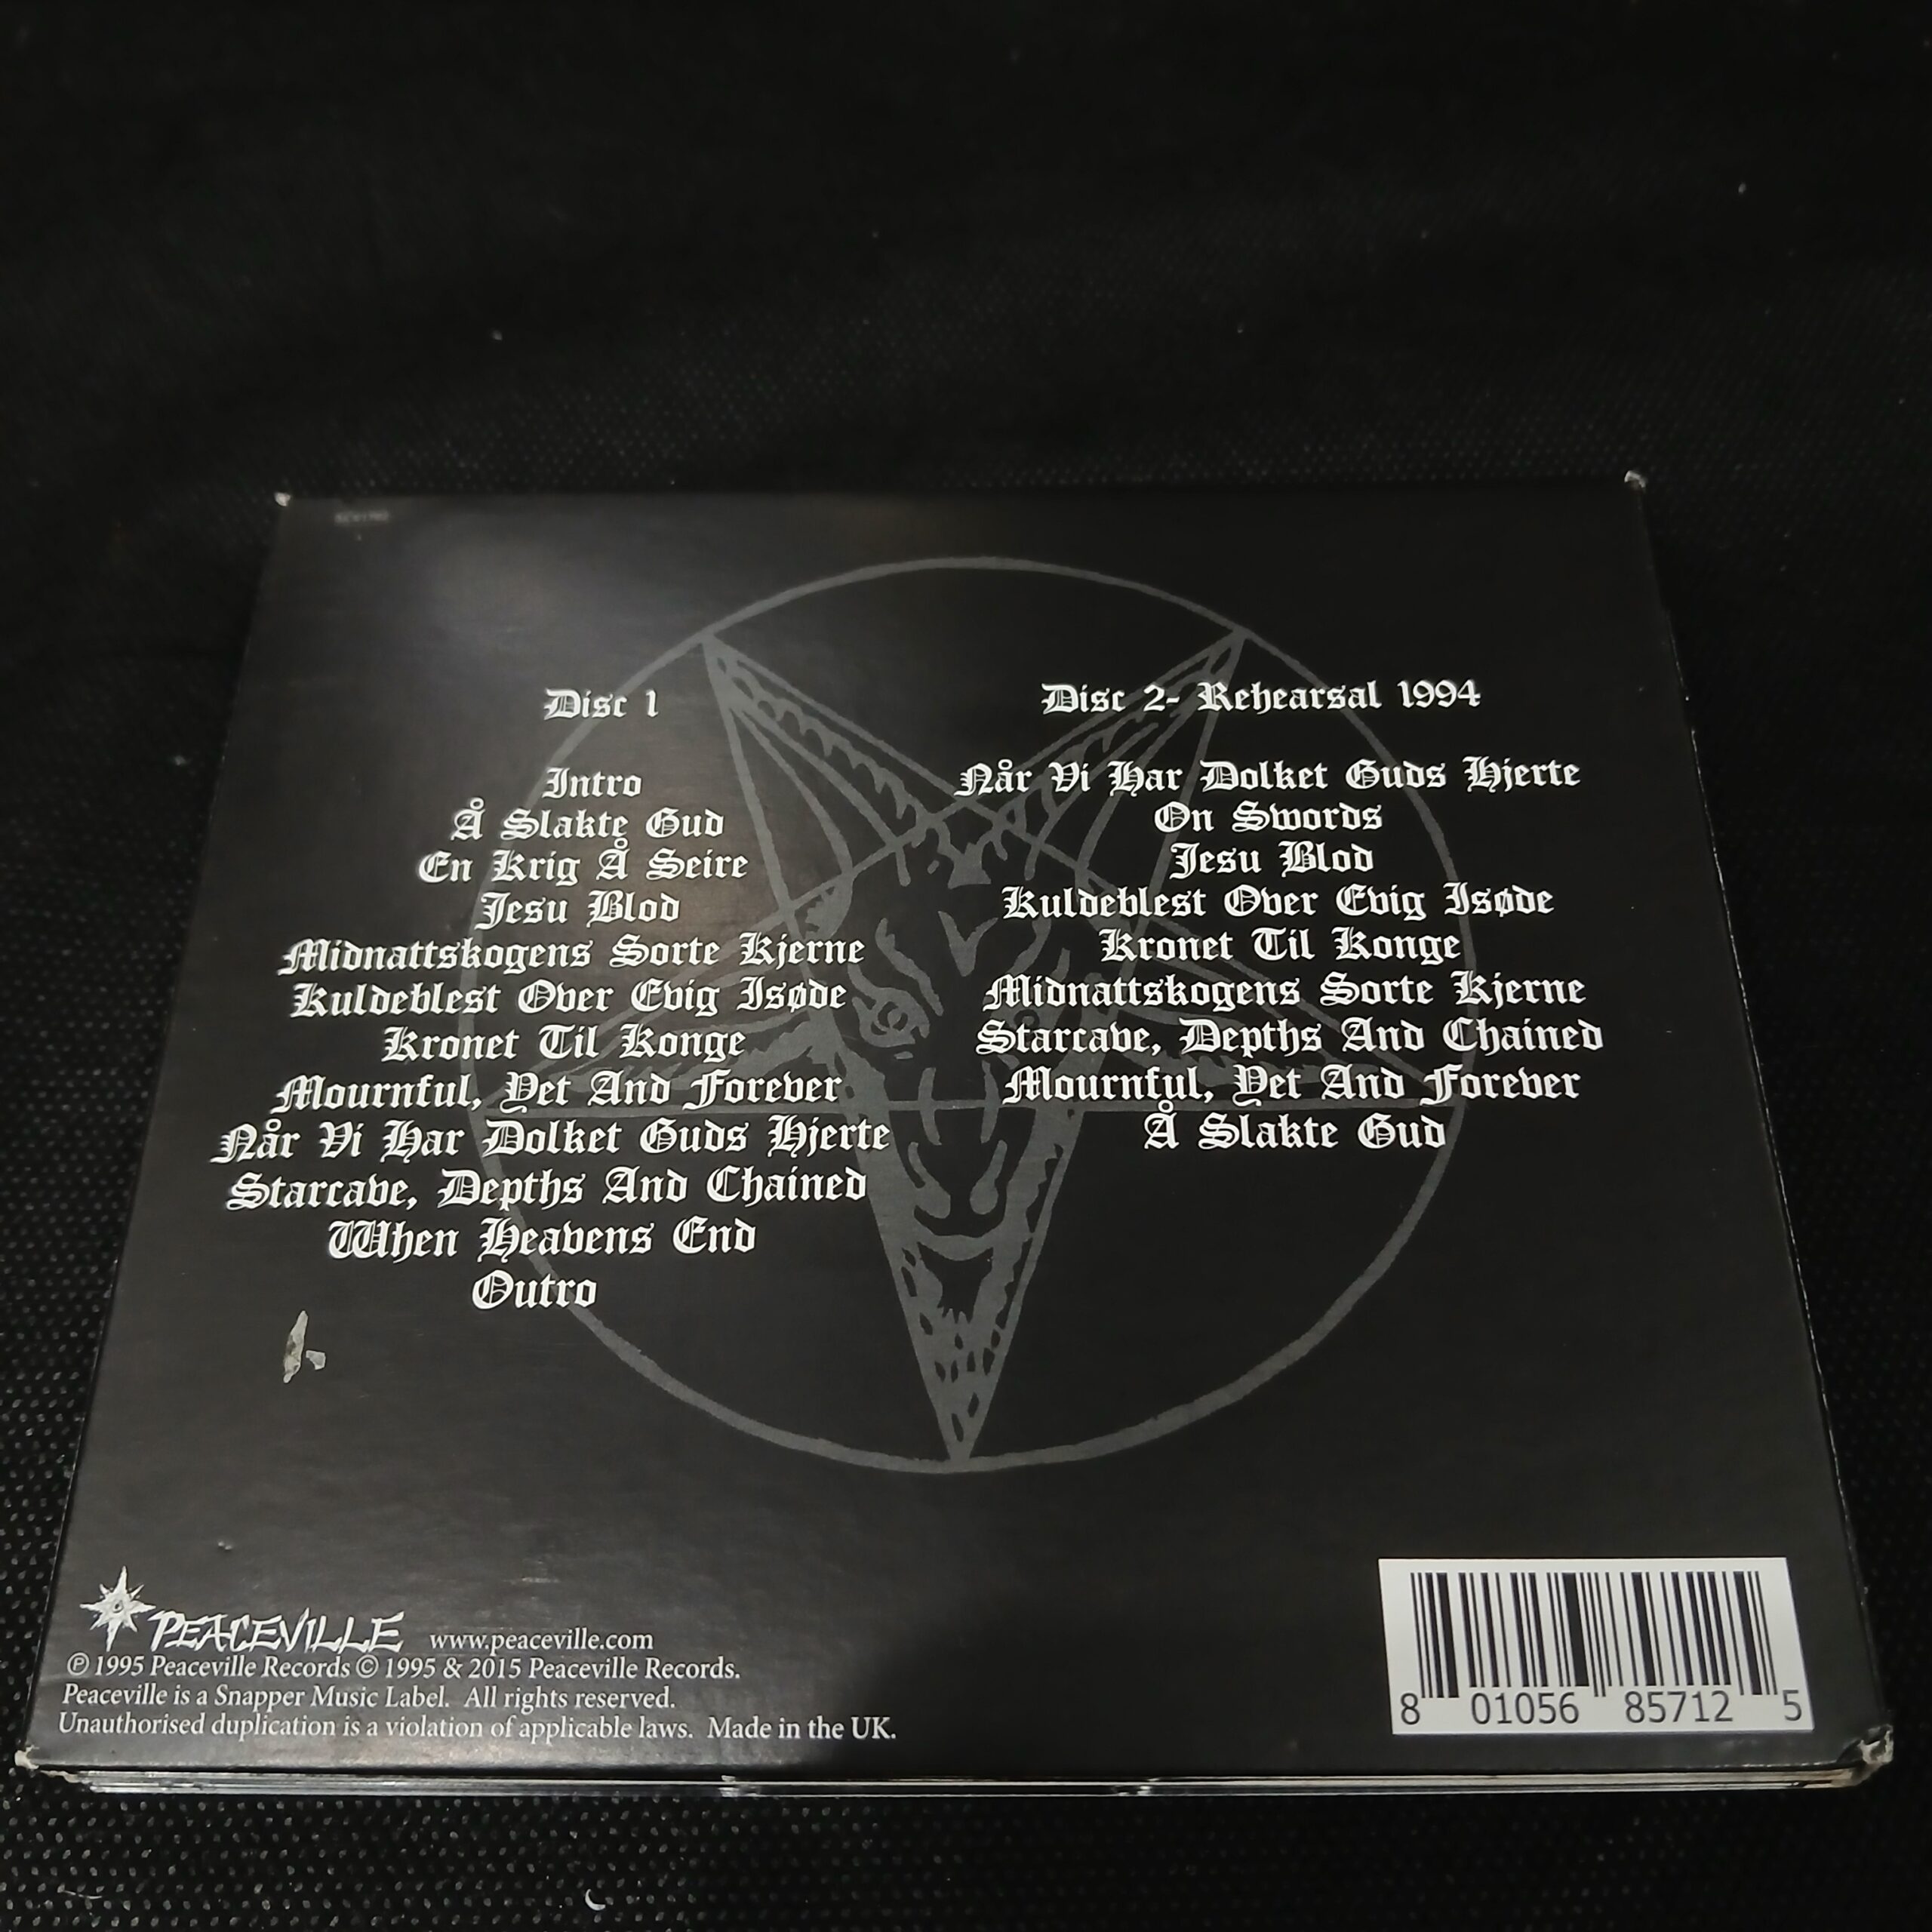 Disc 1
Intro
Å Slakte Gud
En Krig Å Seire
Jesu Blod
Midnattskogens Sorte Kjerne
Kuldeblest Over Evig Isøde
Kronet Til Konge
Mournful, Yet And Forever
Når Vi Har Dolket Guds Hjerte
Starcave, Depths And Chained
When Heavens End
Outro
Disc 2- Rehearsal 1994
Når Vi Har Dolket Guds Hjerte
On Swords
Jesu Blod
Kuldeblest Over Evig Isøde
Kronet Til Konge
Midnattskogens Sorte Kjerne
Starcave, Depths And Chained
Mournful, Yet And Forever
Å Slakte Gud
PEACEVILLE www.peaceville.com
℗ 1995 Peaceville Records © 1995 & 2015 Peaceville Records.
Peaceville is a Snapper Music Label. All rights reserved.
Unauthorised duplication is a violation of applicable laws. Made in the UK.
8 01056 85712 5